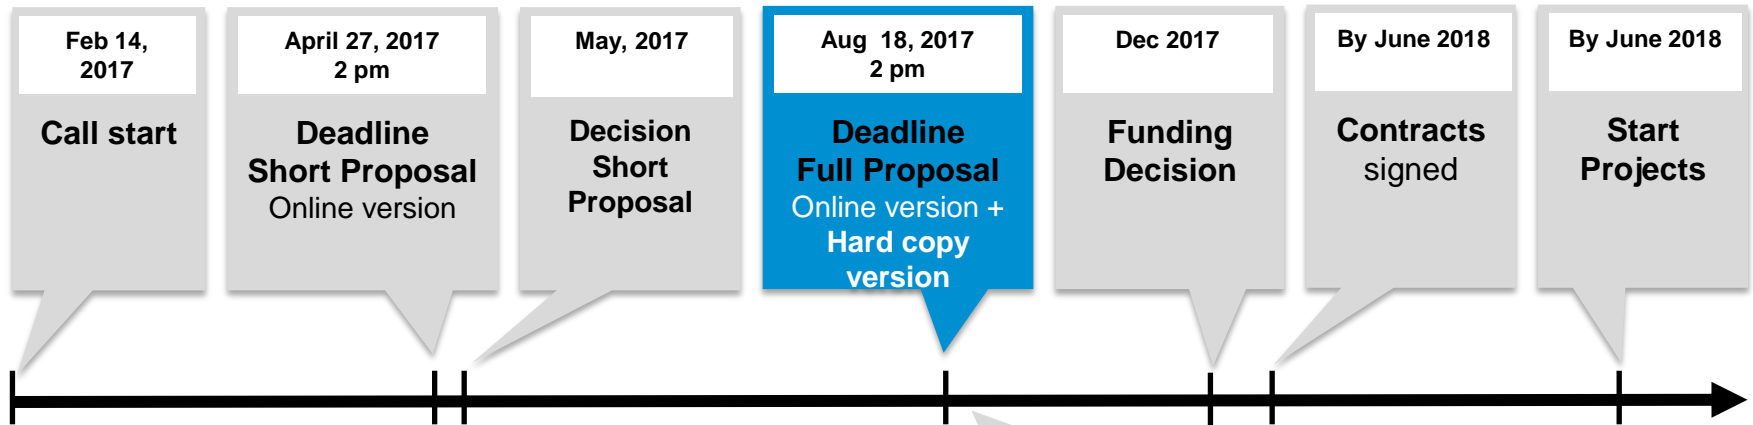 Feb 14,
2017
Call start
April 27, 2017
2 pm
Deadline
Short Proposal
Online version
May, 2017
Decision
Short
Proposal
Aug  18, 2017
2 pm
Deadline
Full Proposal
Online version +
Hard copy
version
Dec 2017
Funding
Decision
By June 2018
Contracts
signed
By June 2018
Start
Projects